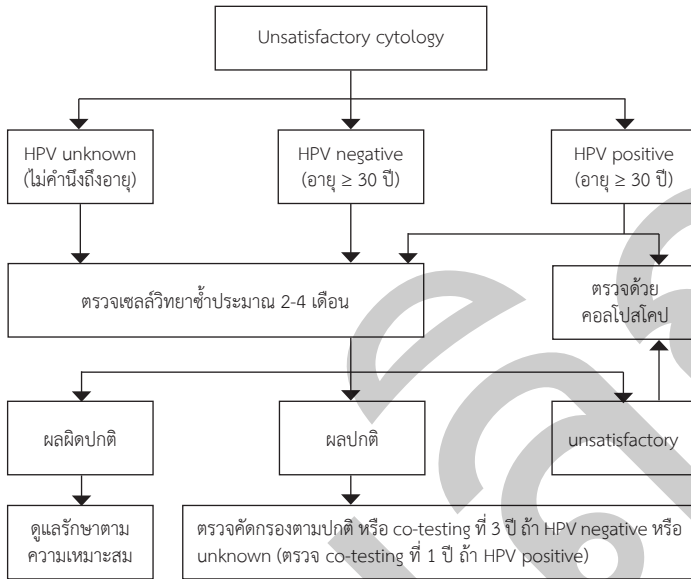 Unsatisfactory cytology
HPV unknown
(ไม่คำนึงถึงอายุ)
HPV negative
(อายุ ≥ 30 ปี)
HPV positive
(อายุ ≥ 30 ปี)
ตรวจเซลล์วิทยาซ้ำประมาณ 2-4 เดือน
ตรวจด้วย
คอลโปสโคป
ผลผิดปกติ
ผลปกติ
unsatisfactory
ดูแลรักษาตาม
ความเหมาะสม
ตรวจคัดกรองตามปกติ หรือ co-testing ที่ 3 ปี ถ้า HPV negative หรือ
unknown (ตรวจ co-testing ที่ 1 ปี ถ้า HPV positive)